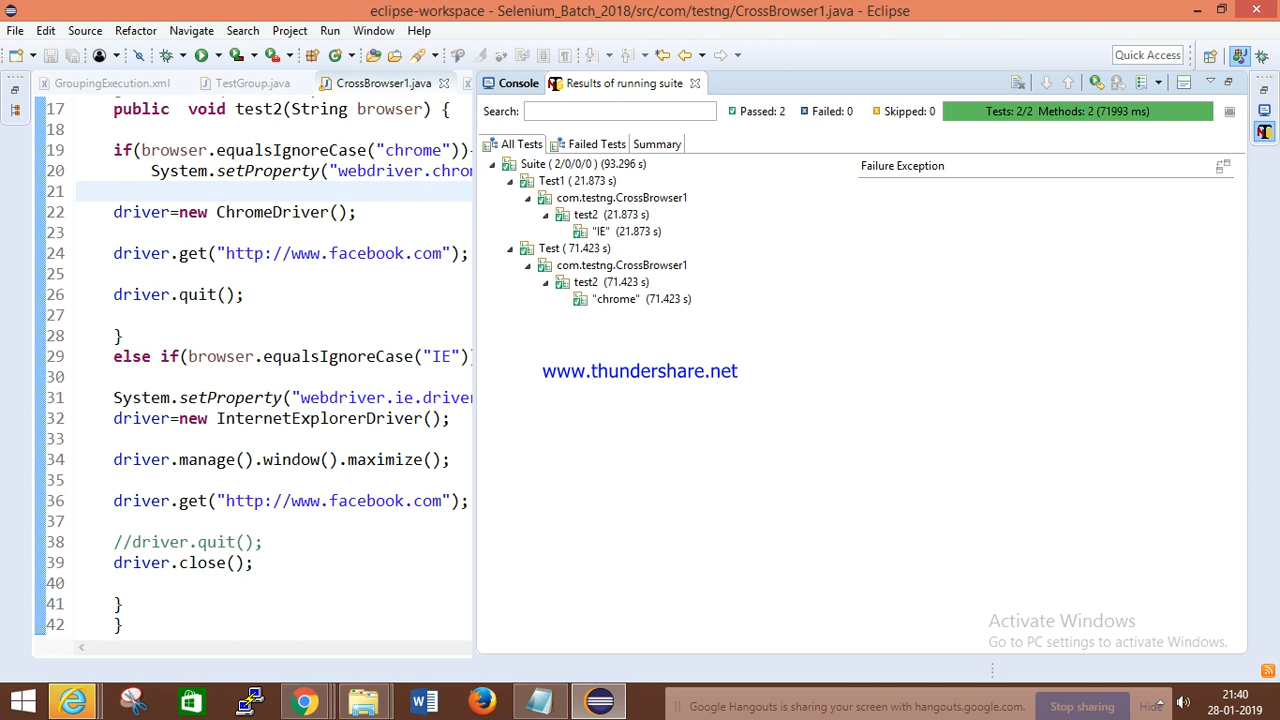 eclipse-workspace - Selenium_Batch_2018/src/com/testng/CrossBrowser1.java - Eclipse
File Edit Source Refactor Navigate Search Project Run Window Help
Quick Access
GroupingExecution.xml TestGroup.java CrossBrowser1.java
17 public void test2(String browser) {
18
19 if(browser.equalsIgnoreCase("chrome"))
20 System.setProperty("webdriver.chro
21
22 driver=new ChromeDriver();
23
24 driver.get("http://www.facebook.com");
25
26 driver.quit();
27
28 }
29 else if(browser.equalsIgnoreCase("IE")
30
31 System.setProperty("webdriver.ie.drive
32 driver=new InternetExplorerDriver();
33
34 driver.manage().window().maximize();
35
36 driver.get("http://www.facebook.com");
37
38 //driver.quit();
39 driver.close();
40
41 }
42 }
Console Results of running suite
Search: Passed: 2 Failed: 0 Skipped: 0 Tests: 2/2 Methods: 2 (71993 ms)
All Tests Failed Tests Summary
Suite ( 2/0/0/0 ) (93.296 s)
Test1 ( 21.873 s)
com.testng.CrossBrowser1
test2 (21.873 s)
"IE" (21.873 s)
Test ( 71.423 s)
com.testng.CrossBrowser1
test2 (71.423 s)
"chrome" (71.423 s)
Failure Exception
www.thundershare.net
Activate Windows
Go to PC settings to activate Windows.
Google Hangouts is sharing your screen with hangouts.google.com. Stop sharing Hide
21:40
28-01-2019